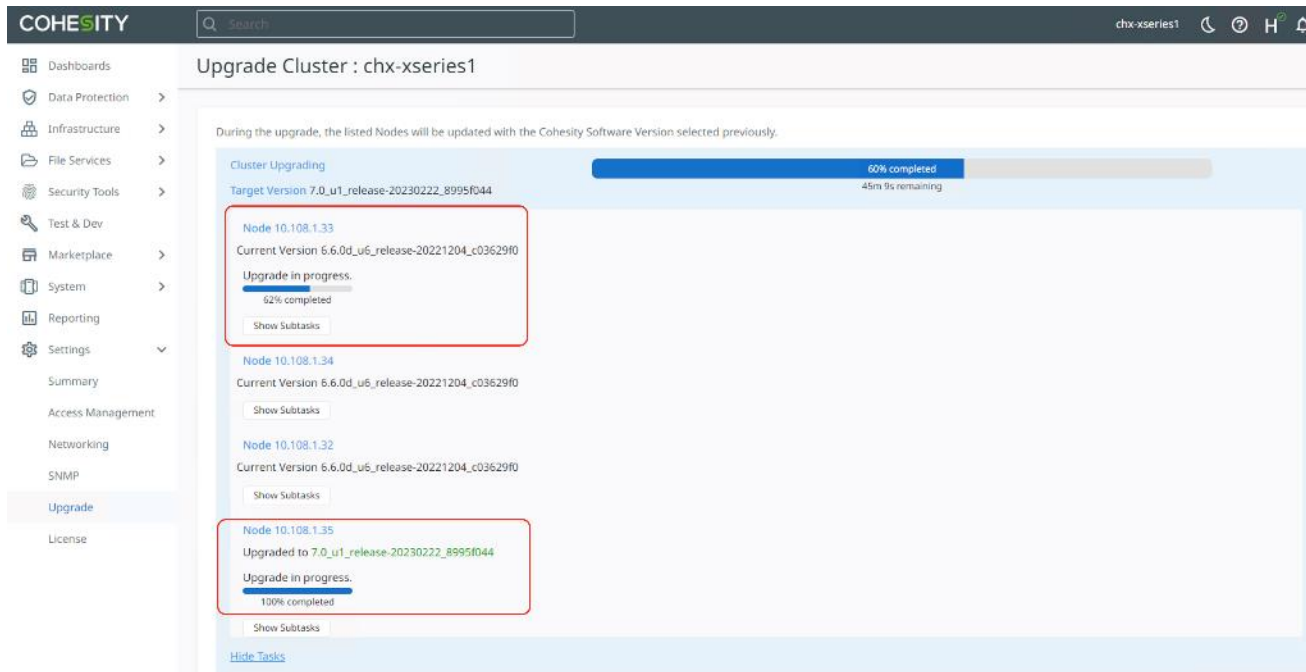 COHESITY
Search
chx-xseries1
H
Dashboards
Data Protection
Infrastructure
File Services
Security Tools
Test & Dev
Marketplace
System
Reporting
Settings
Summary
Access Management
Networking
SNMP
Upgrade
License
Upgrade Cluster : chx-xseries1
During the upgrade, the listed Nodes will be updated with the Cohesity Software Version selected previously.
Cluster Upgrading
60% completed
Target Version 7.0_u1_release-20230222_8995f044
45m 9s remaining
Node 10.108.1.33
Current Version 6.6.0d_u6_release-20221204_c03629f0
Upgrade in progress.
62% completed
Show Subtasks
Node 10.108.1.34
Current Version 6.6.0d_u6_release-20221204_c03629f0
Show Subtasks
Node 10.108.1.32
Current Version 6.6.0d_u6_release-20221204_c03629f0
Show Subtasks
Node 10.108.1.35
Upgraded to 7.0_u1_release-20230222_8995f044
Upgrade in progress.
100% completed
Show Subtasks
Hide Tasks